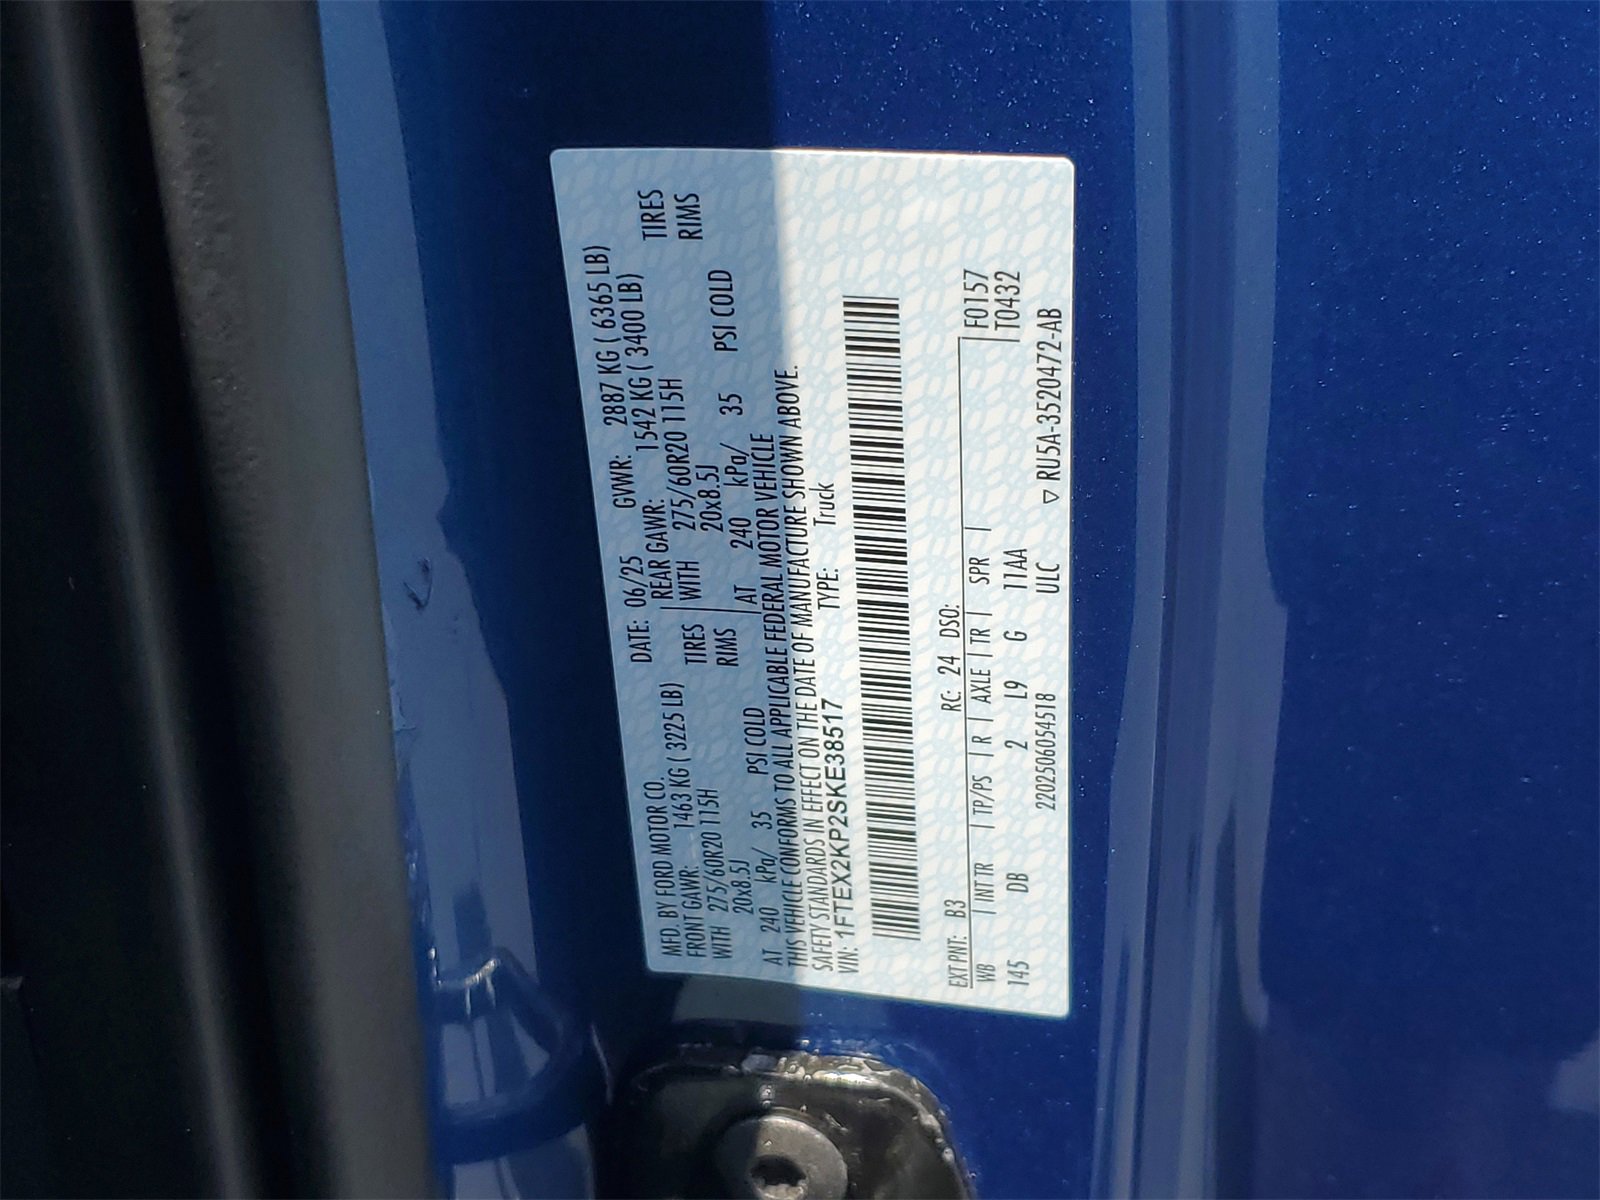 MFD. BY FORD MOTOR CO. DATE: 06/25 GVWR: 2887 KG ( 6365 LB)
FRONT GAWR: 1463 KG ( 3225 LB) REAR GAWR: 1542 KG ( 3400 LB)
WITH 275/60R20 115H TIRES WITH 275/60R20 115H TIRES
20x8.5J RIMS 20x8.5J RIMS
AT 240 kPa/ 35 PSI COLD AT 240 kPa/ 35 PSI COLD
THIS VEHICLE CONFORMS TO ALL APPLICABLE FEDERAL MOTOR VEHICLE
SAFETY STANDARDS IN EFFECT ON THE DATE OF MANUFACTURE SHOWN ABOVE.
VIN: 1FTEX2KP2SKE38517 TYPE: Truck
EXT PNT: B3 RC: 24 DSO: F0157
WB | INT TR | TP/PS | R | AXLE | TR | SPR | T0432
145 DB 2 L9 G 11AA
220250605451​8 ULC ▽ RU5A-3520472-AB